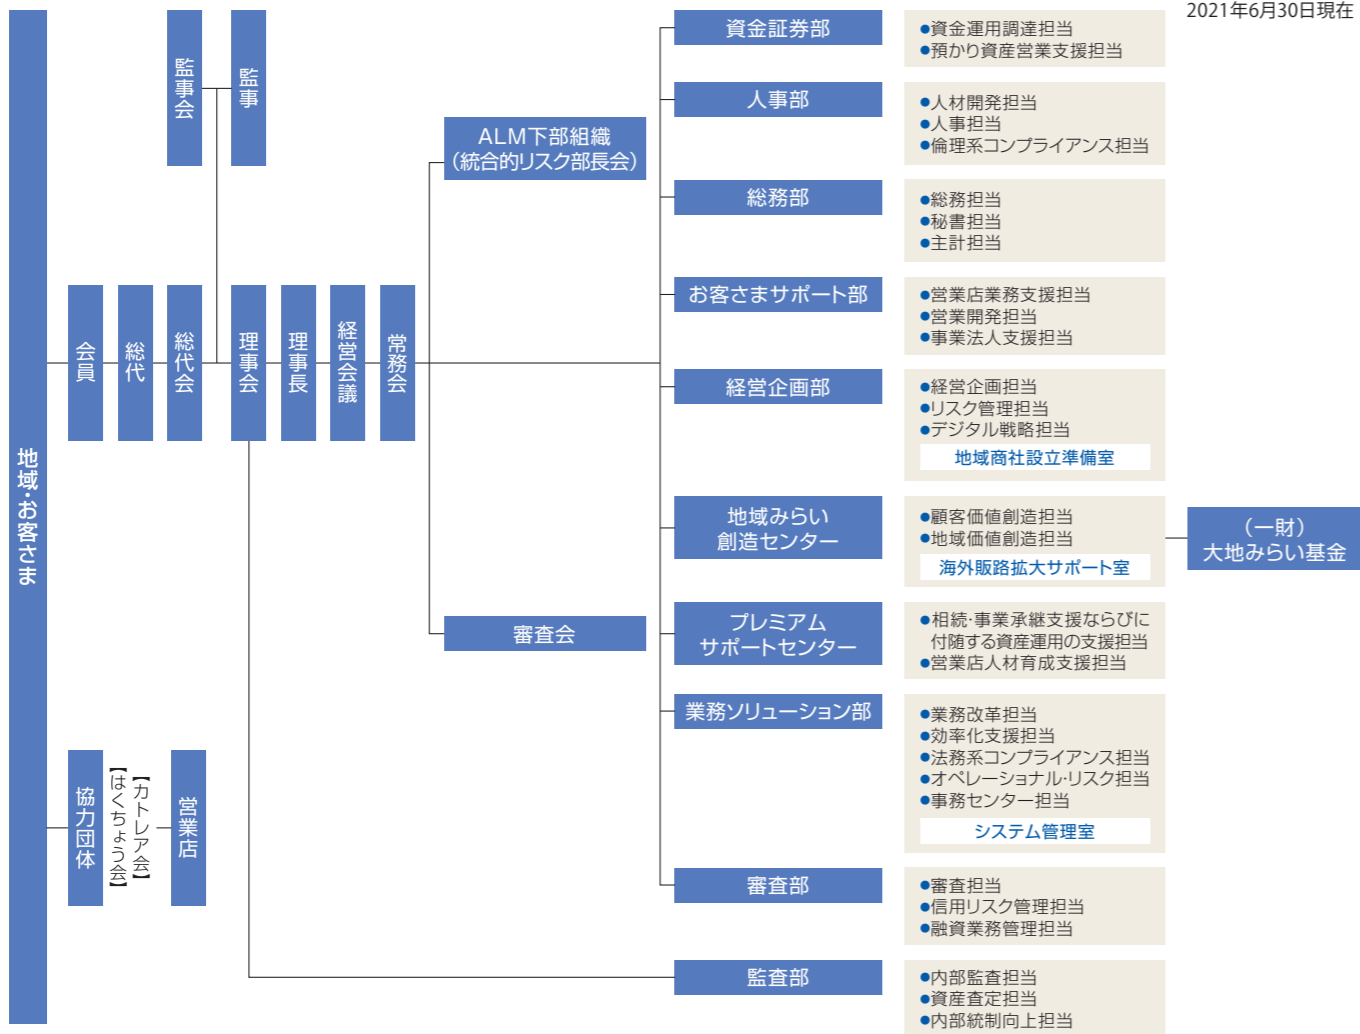 2021年6月30日現在
地域・お客さま
監事会
監事
会員
総代
総代会
理事会
理事長
経営会議
常務会
協力団体
【カトレア会】
【はくちょう会】
営業店
ALM下部組織
（統合的リスク部長会）
審査会
資金証券部
●資金運用調達担当
●預かり資産営業支援担当
人事部
●人材開発担当
●人事担当
●倫理系コンプライアンス担当
総務部
●総務担当
●秘書担当
●主計担当
お客さまサポート部
●営業店業務支援担当
●営業開発担当
●事業法人支援担当
経営企画部
●経営企画担当
●リスク管理担当
●デジタル戦略担当
地域商社設立準備室
地域みらい
創造センター
●顧客価値創造担当
●地域価値創造担当
海外販路拡大サポート室
（一財）
大地みらい基金
プレミアム
サポートセンター
●相続・事業承継支援ならびに
付随する資産運用の支援担当
●営業店人材育成支援担当
業務ソリューション部
●業務改革担当
●効率化支援担当
●法務系コンプライアンス担当
●オペレーショナル・リスク担当
●事務センター担当
システム管理室
審査部
●審査担当
●信用リスク管理担当
●融資業務管理担当
監査部
●内部監査担当
●資産査定担当
●内部統制向上担当